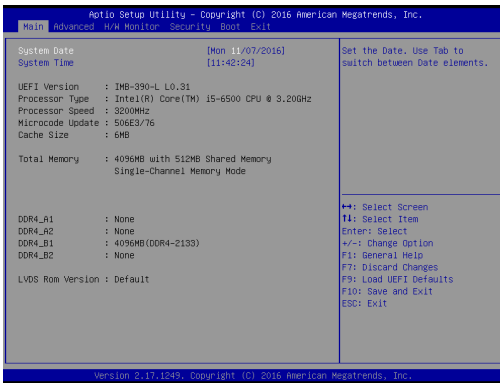 Aptio Setup Utility – Copyright (C) 2016 American Megatrends, Inc.
Main Advanced H/W Monitor Security Boot Exit
System Date [Mon 11/07/2016]
System Time [11:42:24]
UEFI Version : IMB-390-L L0.31
Processor Type : Intel(R) Core(TM) i5-6500 CPU @ 3.20GHz
Processor Speed : 3200MHz
Microcode Update : 506E3/76
Cache Size : 6MB
Total Memory : 4096MB with 512MB Shared Memory
Single-Channel Memory Mode
DDR4_A1 : None
DDR4_A2 : None
DDR4_B1 : 4096MB(DDR4-2133)
DDR4_B2 : None
LVDS Rom Version : Default
Set the Date. Use Tab to
switch between Date elements.
↔: Select Screen
↑↓: Select Item
Enter: Select
+/-: Change Option
F1: General Help
F7: Discard Changes
F9: Load UEFI Defaults
F10: Save and Exit
ESC: Exit
Version 2.17.1249. Copyright (C) 2016 American Megatrends, Inc.